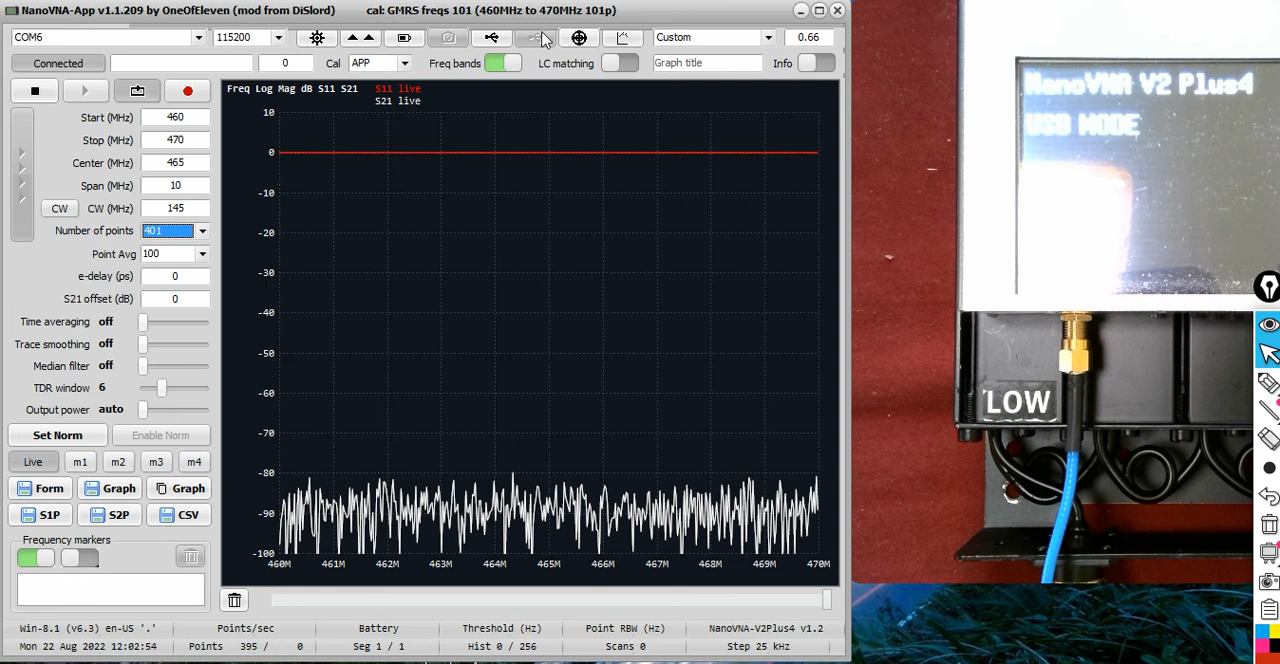 NanoVNA-App v1.1.209 by OneOfEleven (mod from DiSlord) cal: GMRS freqs 101 (460MHz to 470MHz 101p)
COM6 115200 Custom 0.66
Connected 0 Cal APP Freq bands LC matching Graph title Info
Start (MHz) 460
Stop (MHz) 470
Center (MHz) 465
Span (MHz) 10
CW CW (MHz) 145
Number of points 401
Point Avg 100
e-delay (ps) 0
S21 offset (dB) 0
Time averaging off
Trace smoothing off
Median filter off
TDR window 6
Output power auto
Set Norm Enable Norm
Live m1 m2 m3 m4
Form Graph Graph
S1P S2P CSV
Frequency markers
Freq Log Mag dB S11 S21 S11 live
S21 live
10
0
-10
-20
-30
-40
-50
-60
-70
-80
-90
-100
460M 461M 462M 463M 464M 465M 466M 467M 468M 469M 470M
Win-8.1 (v6.3) en-US '.' Points/sec Battery Threshold (Hz) Point RBW (Hz) NanoVNA-V2Plus4 v1.2
Mon 22 Aug 2022 12:02:54 Points 395 / 0 Seg 1 / 1 Hist 0 / 256 Scans 0 Step 25 kHz
NanoVNA V2 Plus4
USB MODE
LOW